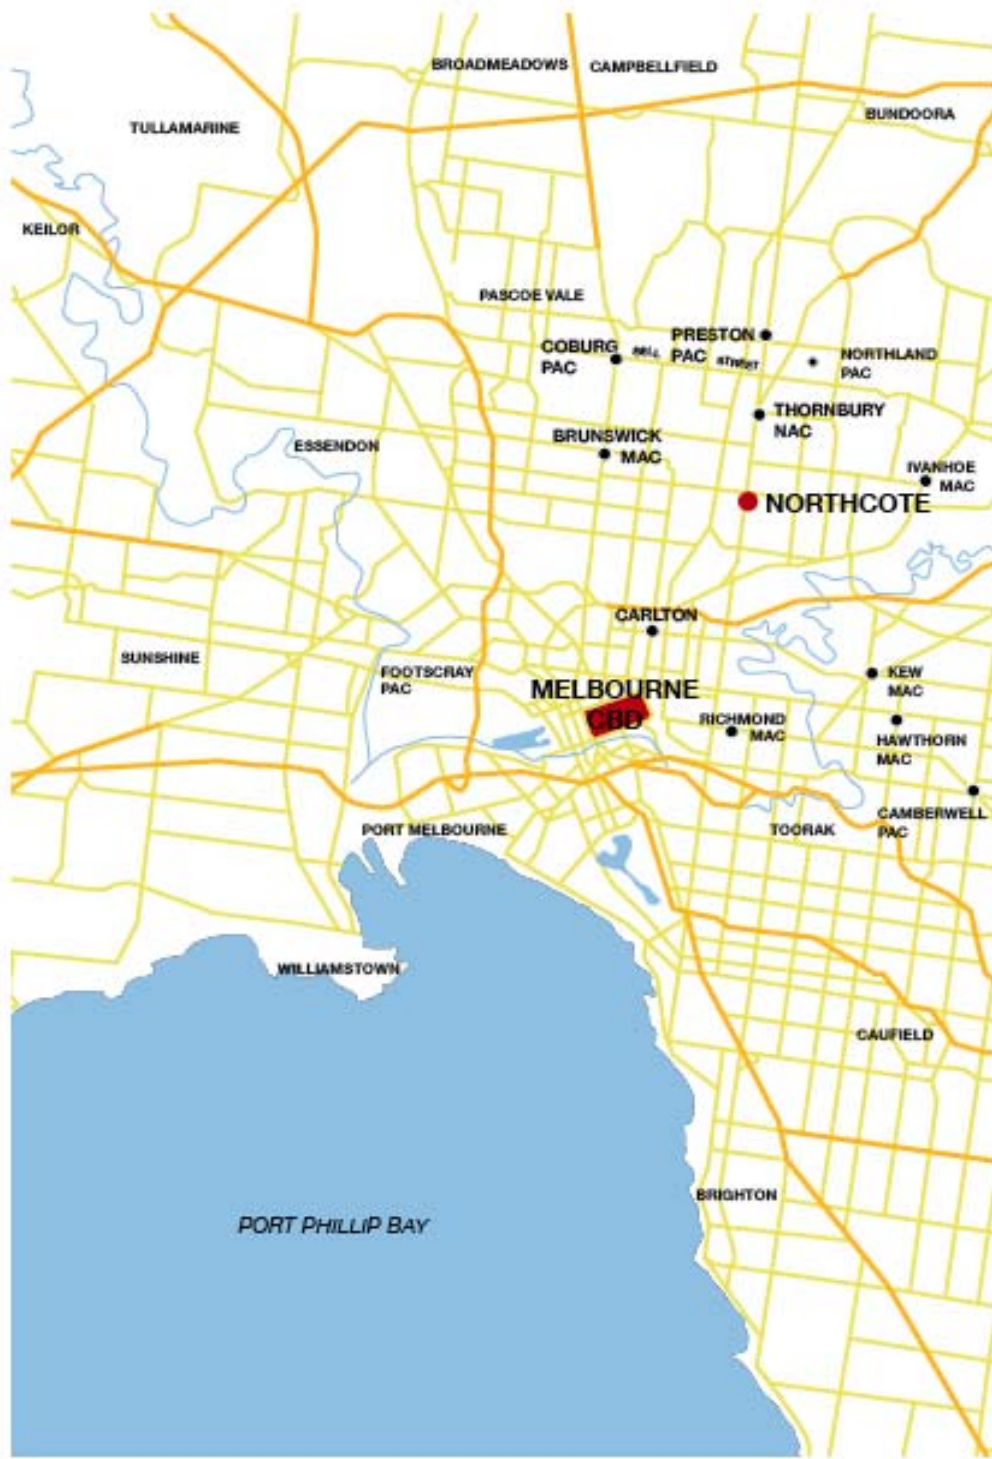 BROADMEADOWS
CAMPBELLFIELD
BUNDOORA
TULLAMARINE
KEILOR
PASCOE VALE
COBURG
PAC
BELL
STREET
PRESTON
PAC
NORTHLAND
PAC
THORNBURY
NAC
BRUNSWICK
MAC
ESSENDON
IVANHOE
MAC
NORTHCOTE
CARLTON
SUNSHINE
FOOTSCRAY
PAC
MELBOURNE
CBD
KEW
MAC
RICHMOND
MAC
HAWTHORN
MAC
CAMBERWELL
PAC
PORT MELBOURNE
TOORAK
WILLIAMSTOWN
CAUFIELD
BRIGHTON
PORT PHILLIP BAY